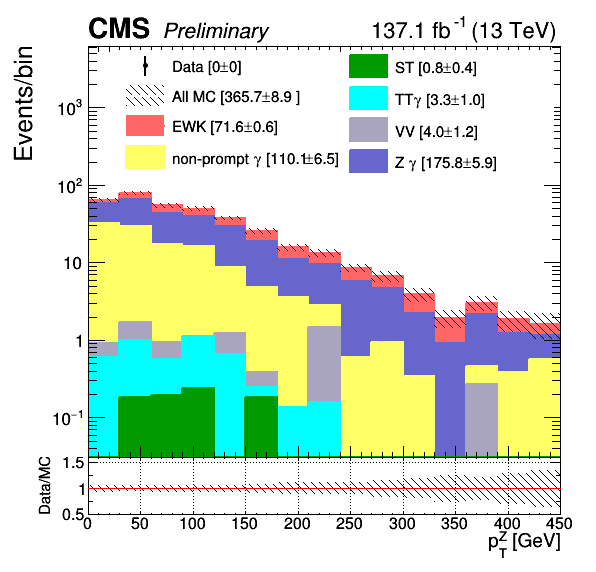 CMS Preliminary 137.1 fb⁻¹ (13 TeV)
Events/bin
Data [0±0]
All MC [365.7±8.9 ]
EWK [71.6±0.6]
non-prompt γ [110.1±6.5]
ST [0.8±0.4]
TTγ [3.3±1.0]
VV [4.0±1.2]
Z γ [175.8±5.9]
10³
10²
10
1
10⁻¹
Data/MC
1.5
1
0.5
0 50 100 150 200 250 300 350 400 450
p_T^Z [GeV]